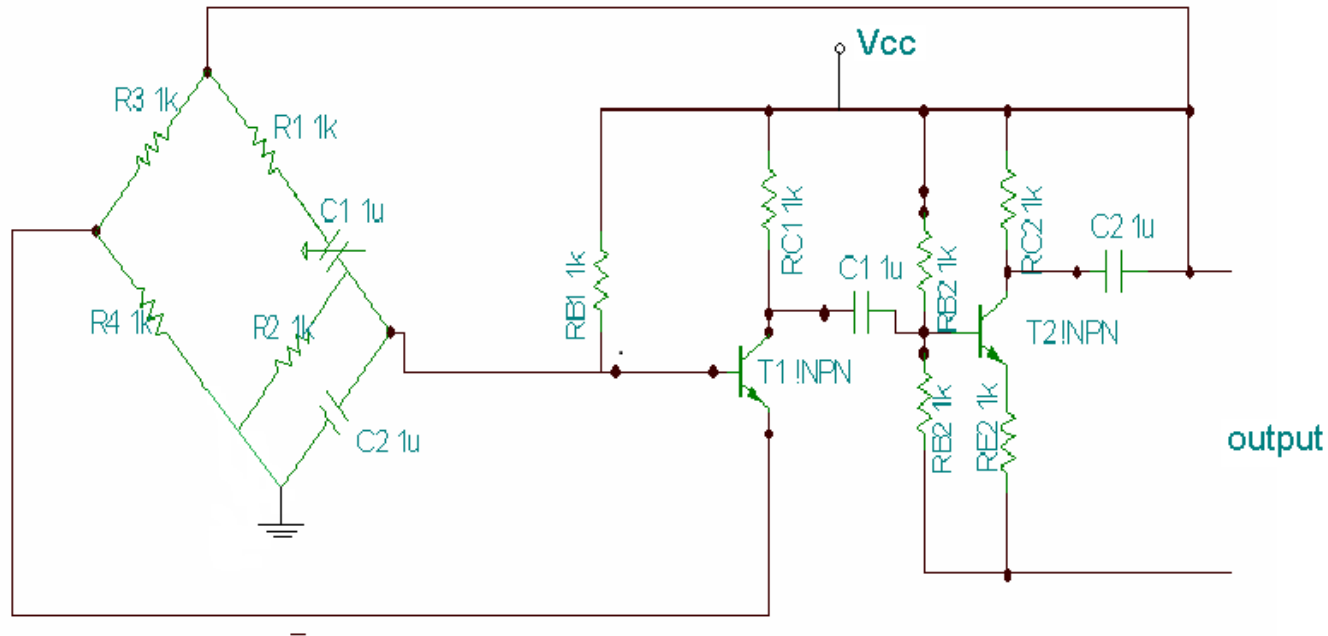 Vcc
R3 1k
R1 1k
C1 1u
R4 1k
R2 1k
C2 1u
RB1 1k
RC1 1k
C1 1u
RB2 1k
RC2 1k
C2 1u
T1 !NPN
T2 !NPN
RB2 1k
RE2 1k
output